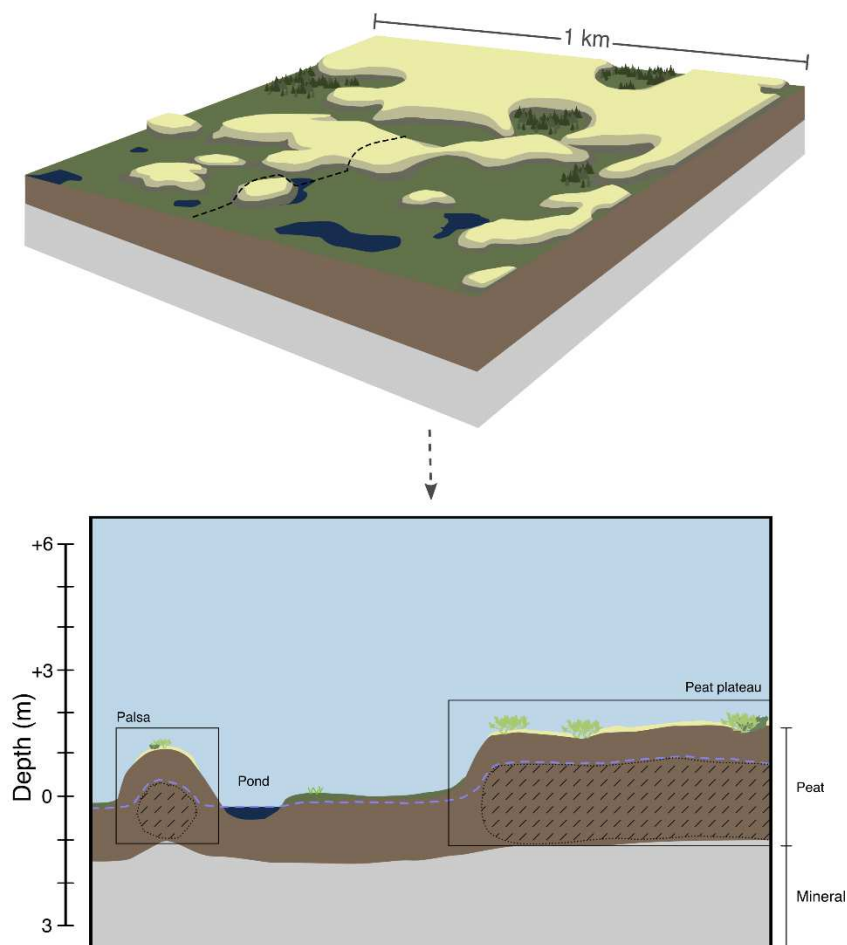 1 km
+6
+3
0
3
Depth (m)
Palsa
Pond
Peat plateau
Peat
Mineral